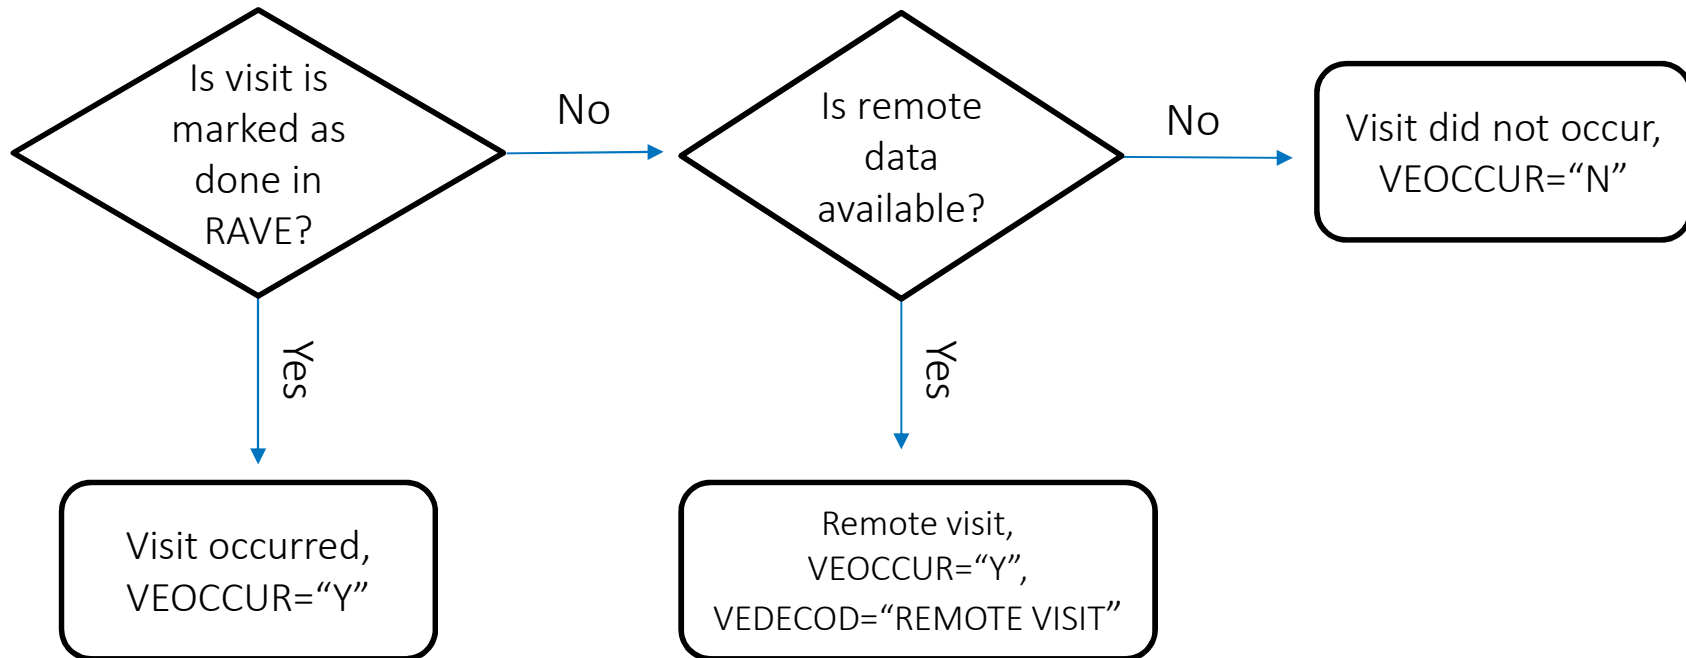 Is visit is
marked as
done in
RAVE?
No
Is remote
data
available?
No
Visit did not occur,
VEOCCUR=“N”
Yes
Yes
Visit occurred,
VEOCCUR=“Y”
Remote visit,
VEOCCUR=“Y”,
VEDECOD=“REMOTE VISIT”